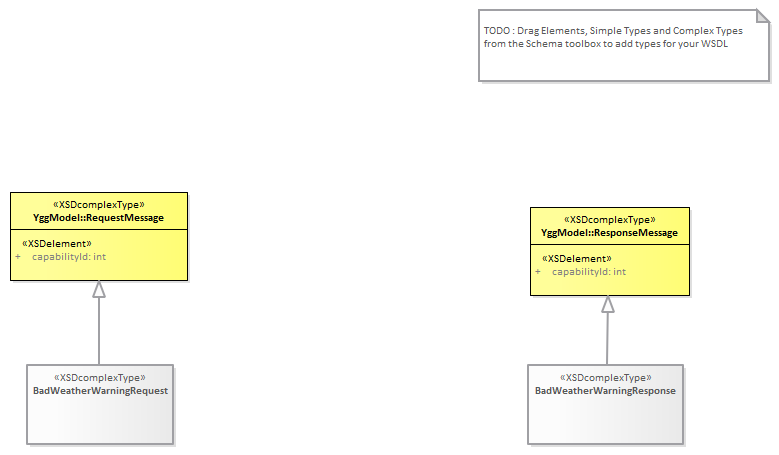 TODO : Drag Elements, Simple Types and Complex Types
from the Schema toolbox to add types for your WSDL
«XSDcomplexType»
YggModel::RequestMessage
«XSDelement»
+ capabilityId: int
«XSDcomplexType»
YggModel::ResponseMessage
«XSDelement»
+ capabilityId: int
«XSDcomplexType»
BadWeatherWarningRequest
«XSDcomplexType»
BadWeatherWarningResponse